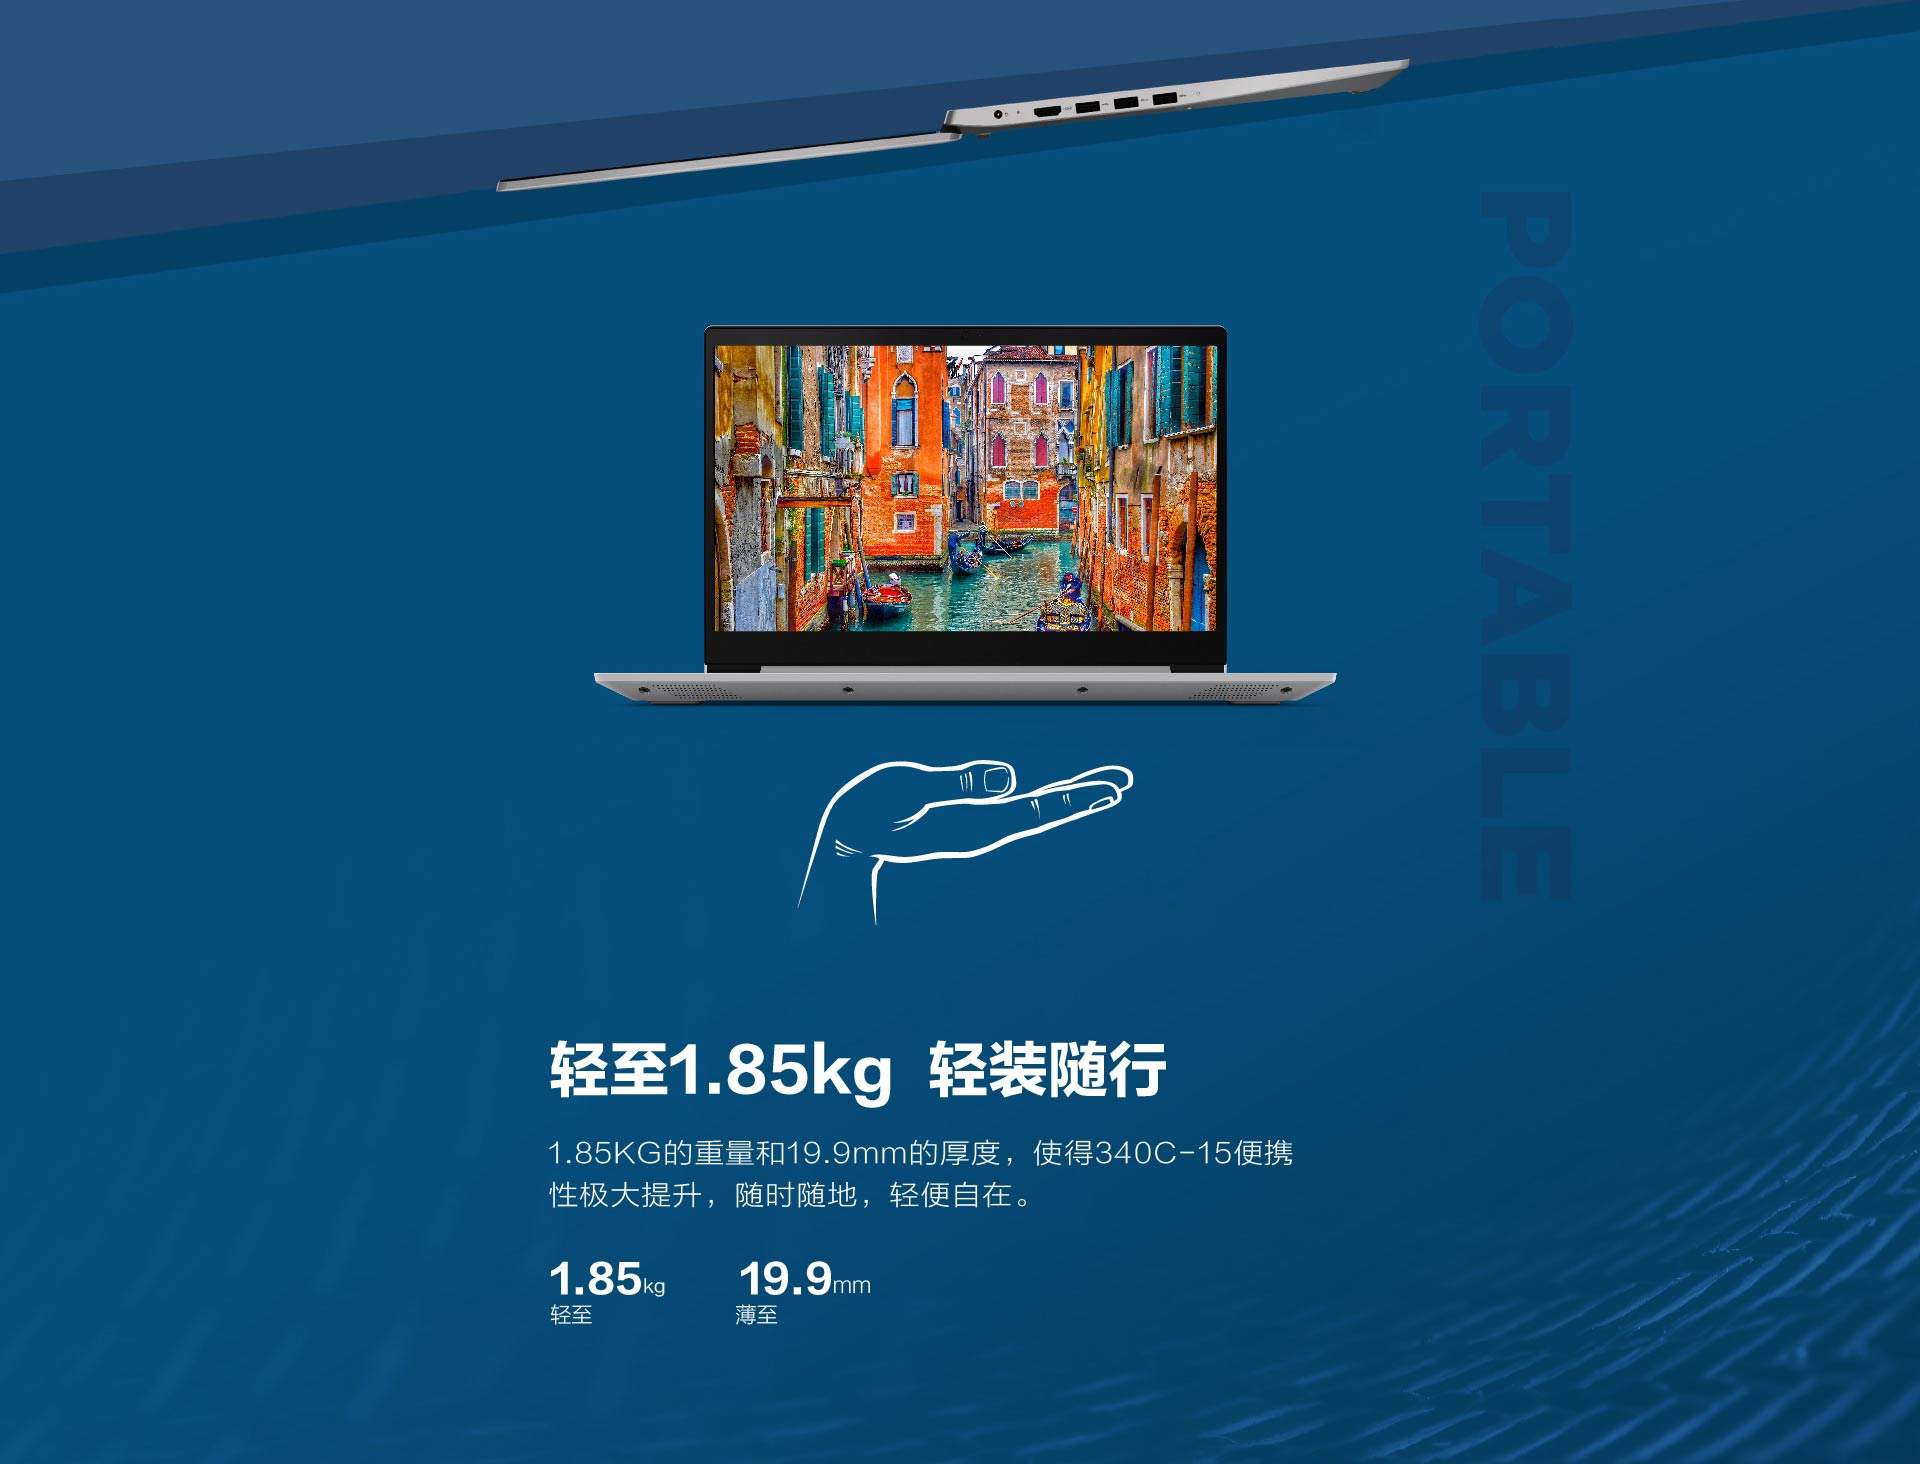 PORTABLE
轻至1.85kg 轻装随行
1.85KG的重量和19.9mm的厚度，使得340C-15便携
性极大提升，随时随地，轻便自在。
1.85kg 19.9mm
轻至 薄至